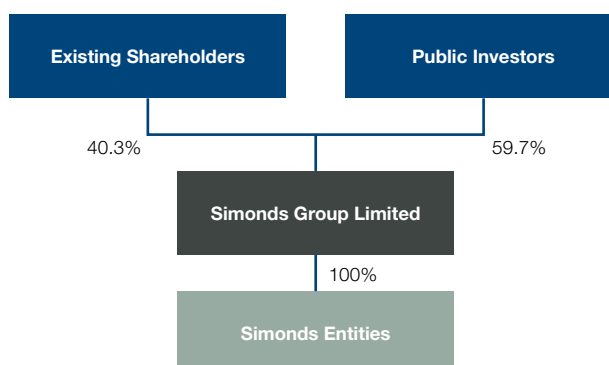 Existing Shareholders
Public Investors
40.3%
59.7%
Simonds Group Limited
100%
Simonds Entities